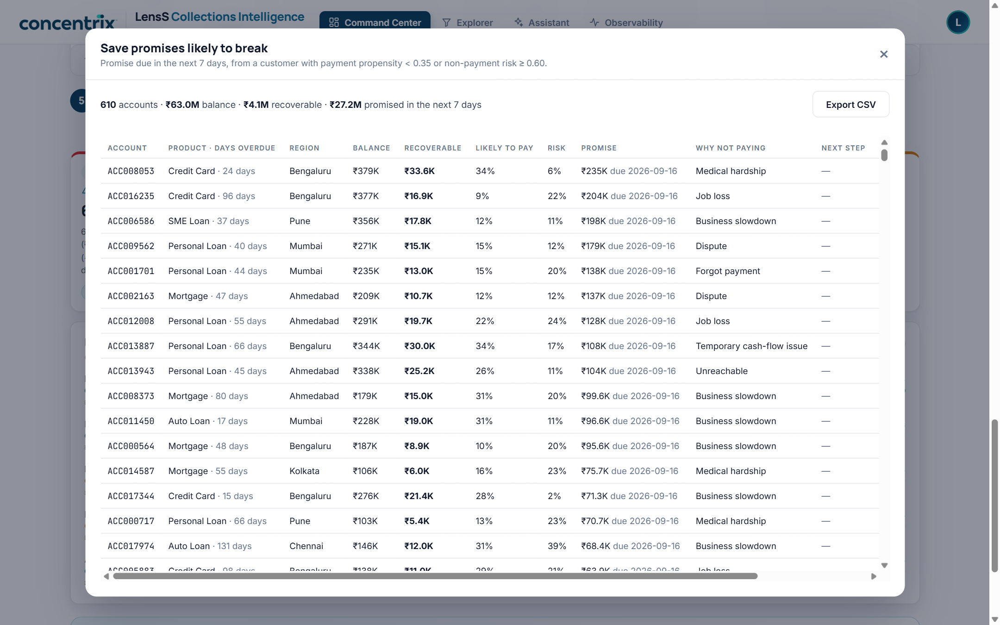 concentrix
LensS Collections Intelligence
Command Center
Explorer
Assistant
Observability
L
Save promises likely to break
Promise due in the next 7 days, from a customer with payment propensity < 0.35 or non-payment risk ≥ 0.60.
5
610 accounts · ₹63.0M balance · ₹4.1M recoverable · ₹27.2M promised in the next 7 days
Export CSV
ACCOUNT PRODUCT · DAYS OVERDUE REGION BALANCE RECOVERABLE LIKELY TO PAY RISK PROMISE WHY NOT PAYING NEXT STEP
ACC008053 Credit Card · 24 days Bengaluru ₹379K ₹33.6K 34% 6% ₹235K due 2026-09-16 Medical hardship —
ACC016235 Credit Card · 96 days Bengaluru ₹377K ₹16.9K 9% 22% ₹204K due 2026-09-16 Job loss —
ACC006586 SME Loan · 37 days Pune ₹356K ₹17.8K 12% 11% ₹198K due 2026-09-16 Business slowdown —
ACC009562 Personal Loan · 40 days Mumbai ₹271K ₹15.1K 15% 12% ₹179K due 2026-09-16 Dispute —
ACC001701 Personal Loan · 44 days Mumbai ₹235K ₹13.0K 15% 20% ₹138K due 2026-09-16 Forgot payment —
ACC002163 Mortgage · 47 days Ahmedabad ₹209K ₹10.7K 12% 12% ₹137K due 2026-09-16 Dispute —
ACC012008 Personal Loan · 55 days Ahmedabad ₹291K ₹19.7K 22% 24% ₹128K due 2026-09-16 Job loss —
ACC013887 Personal Loan · 66 days Bengaluru ₹344K ₹30.0K 34% 17% ₹108K due 2026-09-16 Temporary cash-flow issue —
ACC013943 Personal Loan · 45 days Ahmedabad ₹338K ₹25.2K 26% 11% ₹104K due 2026-09-16 Unreachable —
ACC008373 Mortgage · 80 days Ahmedabad ₹179K ₹15.0K 31% 20% ₹99.6K due 2026-09-16 Business slowdown —
ACC011450 Auto Loan · 17 days Mumbai ₹228K ₹19.0K 31% 11% ₹96.6K due 2026-09-16 Business slowdown —
ACC000564 Mortgage · 48 days Bengaluru ₹187K ₹8.9K 10% 20% ₹95.6K due 2026-09-16 Business slowdown —
ACC014587 Mortgage · 55 days Kolkata ₹106K ₹6.0K 16% 23% ₹75.7K due 2026-09-16 Medical hardship —
ACC017344 Credit Card · 15 days Bengaluru ₹276K ₹21.4K 28% 2% ₹71.3K due 2026-09-16 Business slowdown —
ACC000717 Personal Loan · 66 days Pune ₹103K ₹5.4K 13% 23% ₹70.7K due 2026-09-16 Medical hardship —
ACC017974 Auto Loan · 131 days Chennai ₹146K ₹12.0K 31% 39% ₹68.4K due 2026-09-16 Business slowdown —
Credit Card · 98 days Bengaluru ₹138K ₹11.0K 29% 21% due 2026-09-16 Job loss